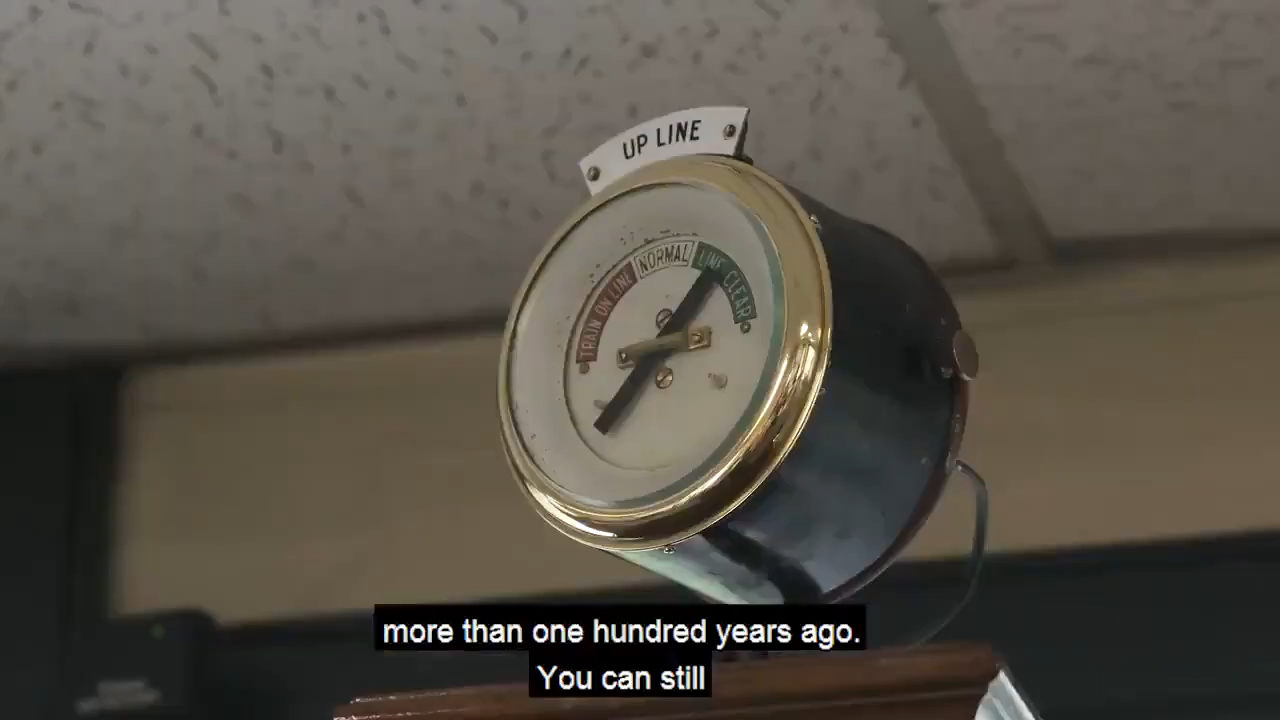 UP LINE
TRAIN ON LINE
NORMAL
LINE CLEAR
more than one hundred years ago.
You can still